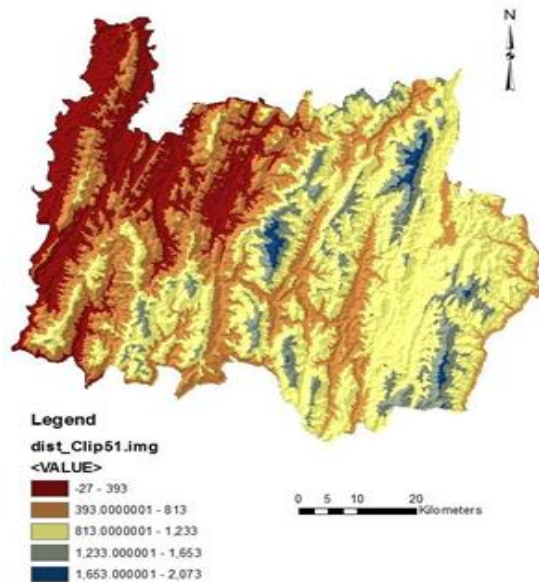 N
Legend
dist_Clip51.img
<VALUE>
-27 - 393
393.0000001 - 813
813.0000001 - 1,233
1,233.000001 - 1,653
1,653.000001 - 2,073
0 5 10 20
Kilometers